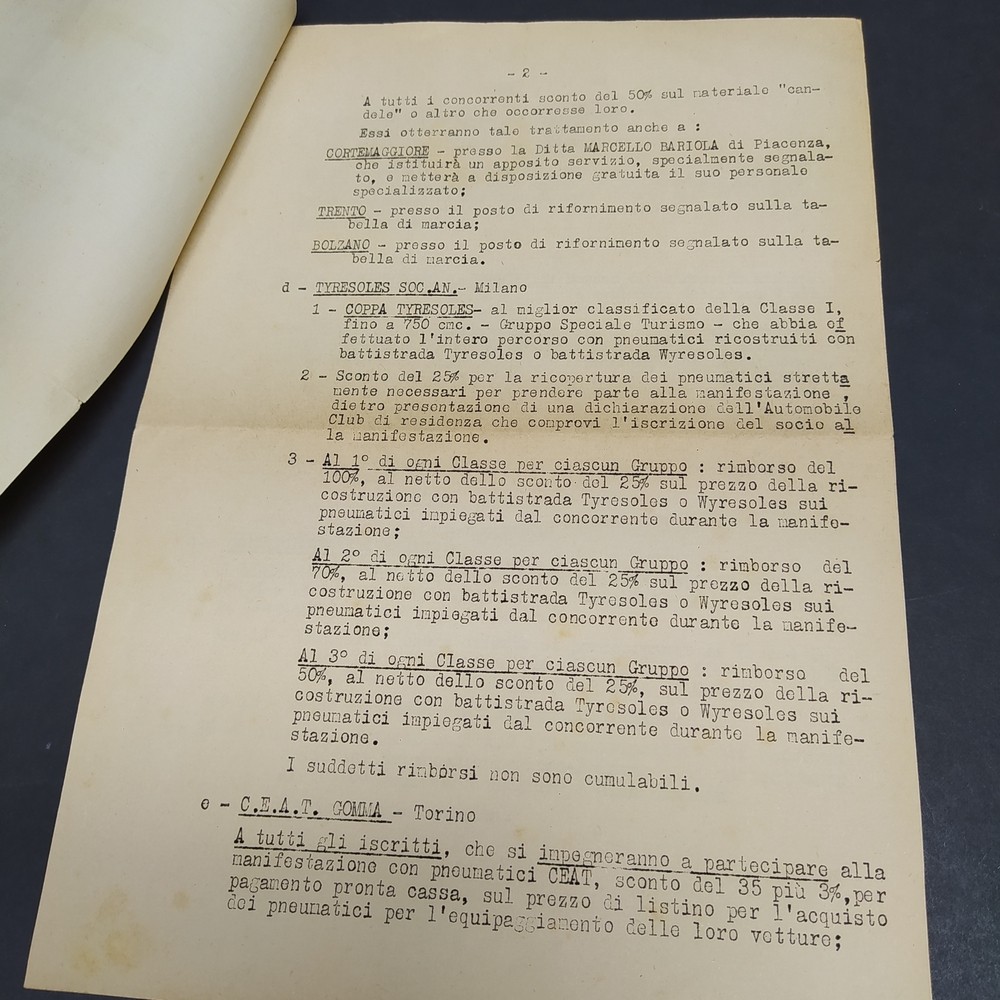 - 2 -
A tutti i concorrenti sconto del 50% sul materiale "can-
dele" o altro che occorresse loro.
Essi otterranno tale trattamento anche a :
CORTEMAGGIORE - presso la Ditta MARCELLO BARIOLA di Piacenza,
che istituirà un apposito servizio, specialmente segnala-
to, e metterà a disposizione gratuita il suo personale
specializzato;
TRENTO - presso il posto di rifornimento segnalato sulla ta-
bella di marcia;
BOLZANO - presso il posto di rifornimento segnalato sulla ta-
bella di marcia.
d - TYRESOLES SOC.AN.- Milano
1 - COPPA TYRESOLES- al miglior classificato della Classe I,
fino a 750 cmc. - Gruppo Speciale Turismo - che abbia of
fettuato l'intero percorso con pneumatici ricostruiti con
battistrada Tyresoles o battistrada Wyresoles.
2 - Sconto del 25% per la ricopertura dei pneumatici stretta
mente necessari per prendere parte alla manifestazione ,
dietro presentazione di una dichiarazione dell'Automobile
Club di residenza che comprovi l'iscrizione del socio al
la manifestazione.
3 - Al 1° di ogni Classe per ciascun Gruppo : rimborso del
100%, al netto dello sconto del 25% sul prezzo della ri-
costruzione con battistrada Tyresoles o Wyresoles sui
pneumatici impiegati dal concorrente durante la manife-
stazione;
Al 2° di ogni Classe per ciascun Gruppo : rimborso del
70%, al netto dello sconto del 25% sul prezzo della ri-
costruzione con battistrada Tyresoles o Wyresoles sui
pneumatici impiegati dal concorrente durante la manife-
stazione;
Al 3° di ogni Classe per ciascun Gruppo : rimborso del
50%, al netto dello sconto del 25%, sul prezzo della ri-
costruzione con battistrada Tyresoles o Wyresoles sui
pneumatici impiegati dal concorrente durante la manife-
stazione.
I suddetti rimborsi non sono cumulabili.
e - C.E.A.T. GOMMA - Torino
A tutti gli iscritti, che si impegneranno a partecipare alla
manifestazione con pneumatici CEAT, sconto del 35 più 3%,per
pagamento pronta cassa, sul prezzo di listino per l'acquisto
dei pneumatici per l'equipaggiamento delle loro vetture;